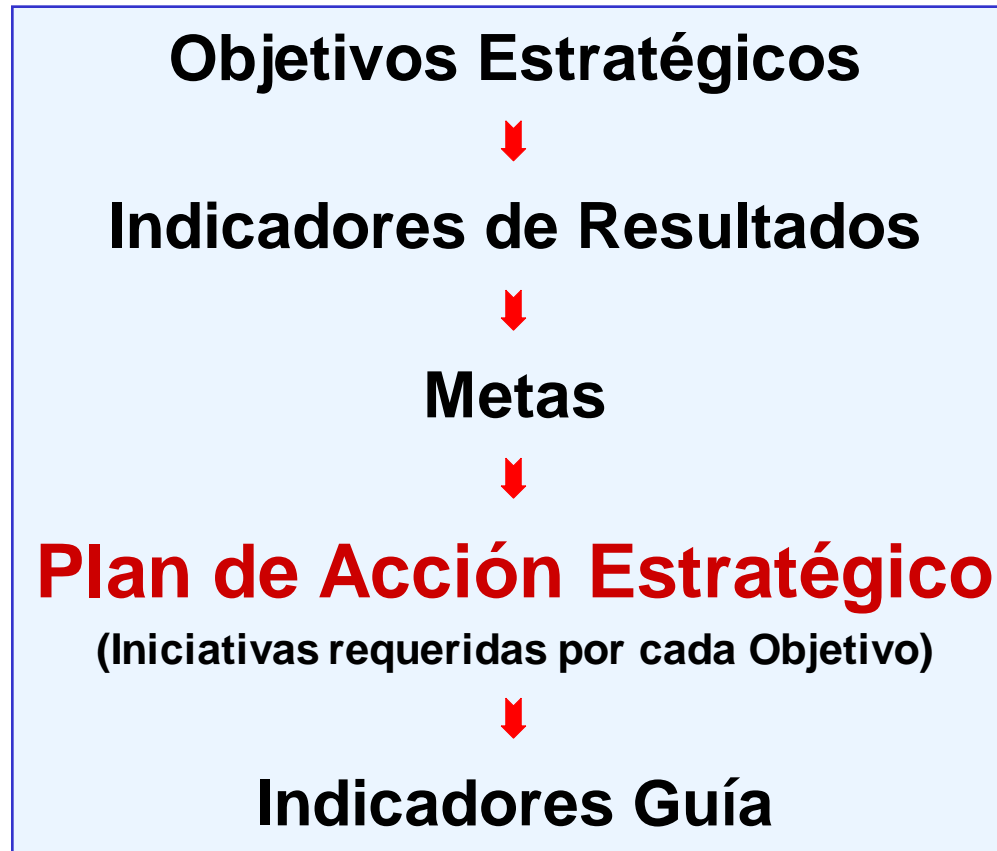 Objetivos Estratégicos
Indicadores de Resultados
Metas
Plan de Acción Estratégico
(Iniciativas requeridas por cada Objetivo)
Indicadores Guía